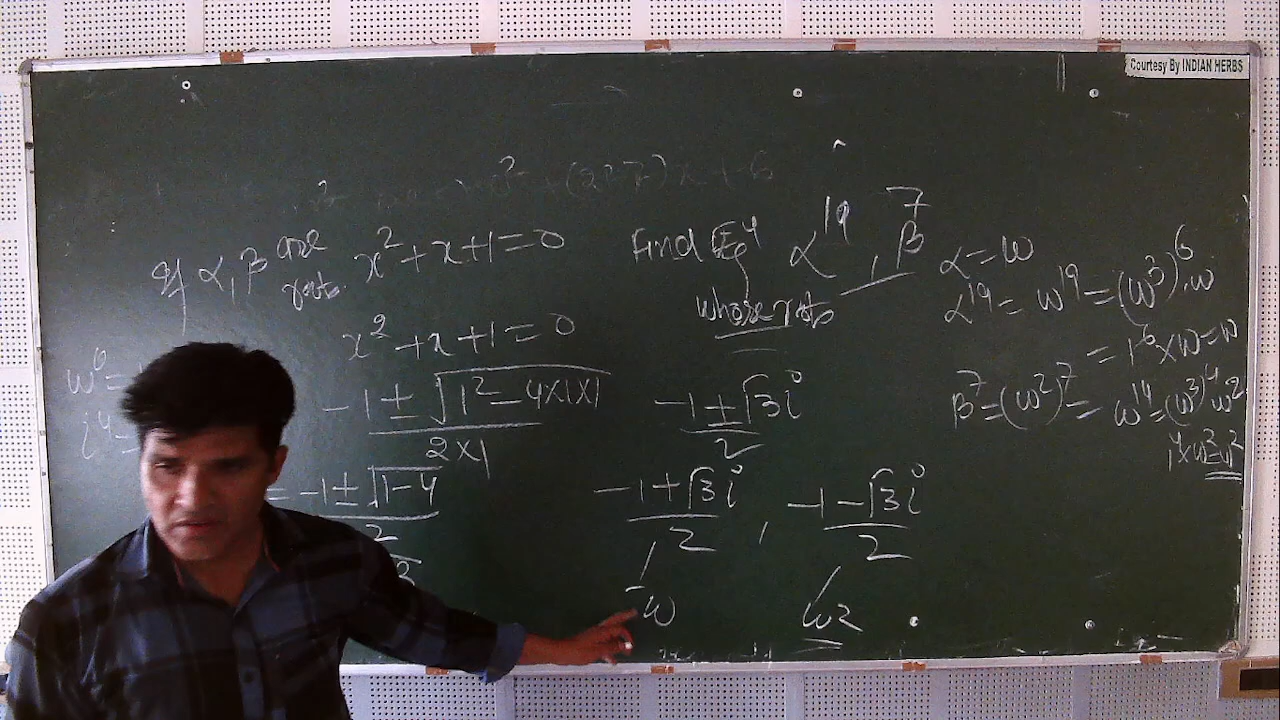 Courtesy By INDIAN HERBS
If α, β are roots x² + x + 1 = 0 Find Eqⁿ whose roots α¹⁹, β⁷
x² + x + 1 = 0
-1 ± √(1² - 4×1×1) / 2×1
= -1 ± √(1-4) / 2
-1 ± √3 i / 2
-1 + √3 i / 2 , -1 - √3 i / 2
ω ω2
α = ω
α¹⁹ = ω¹⁹ = (ω³)⁶.ω
= 1⁶ × ω = ω
β⁷ = (ω²)⁷ = ω¹⁴ = (ω³)⁴ ω²
1⁴ × ω² = ω²